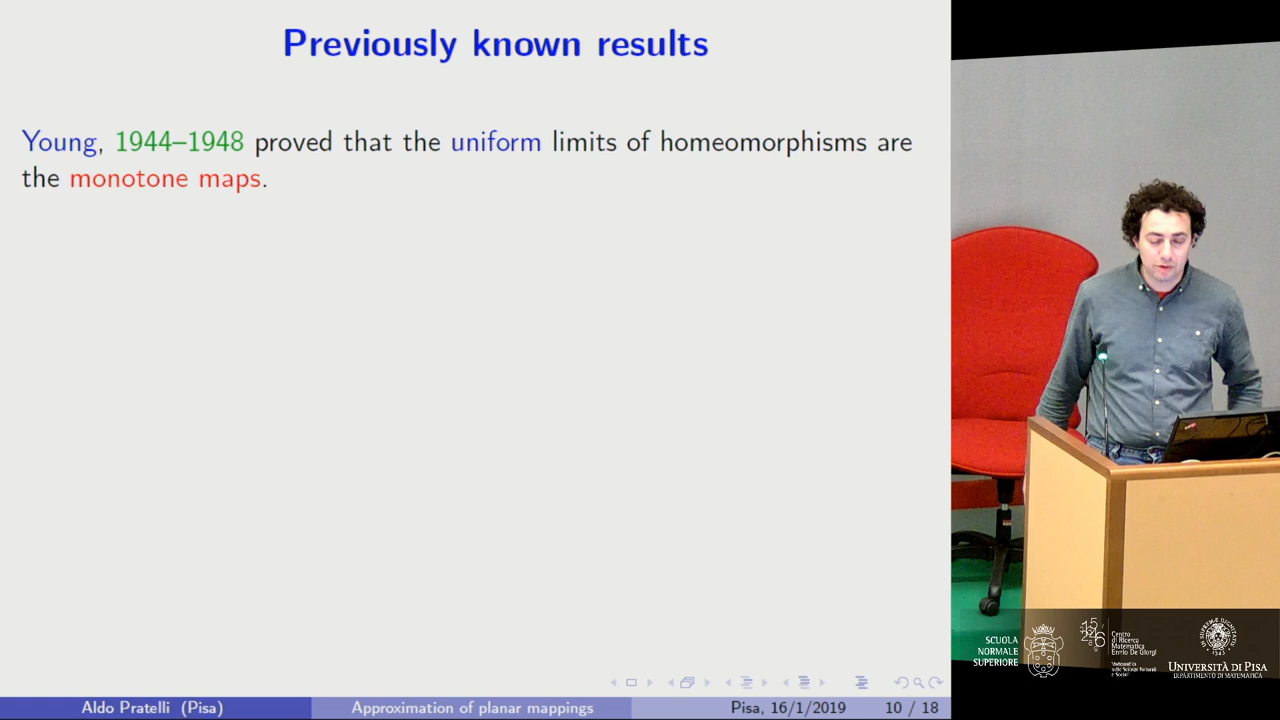 Previously known results
Young, 1944–1948 proved that the uniform limits of homeomorphisms are
the monotone maps.
Aldo Pratelli (Pisa)
Approximation of planar mappings
Pisa, 16/1/2019
10 / 18
SCUOLA
NORMALE
SUPERIORE
Centro
di Ricerca
Matematica
Ennio De Giorgi
UNIVERSITÀ DI PISA
DIPARTIMENTO DI MATEMATICA